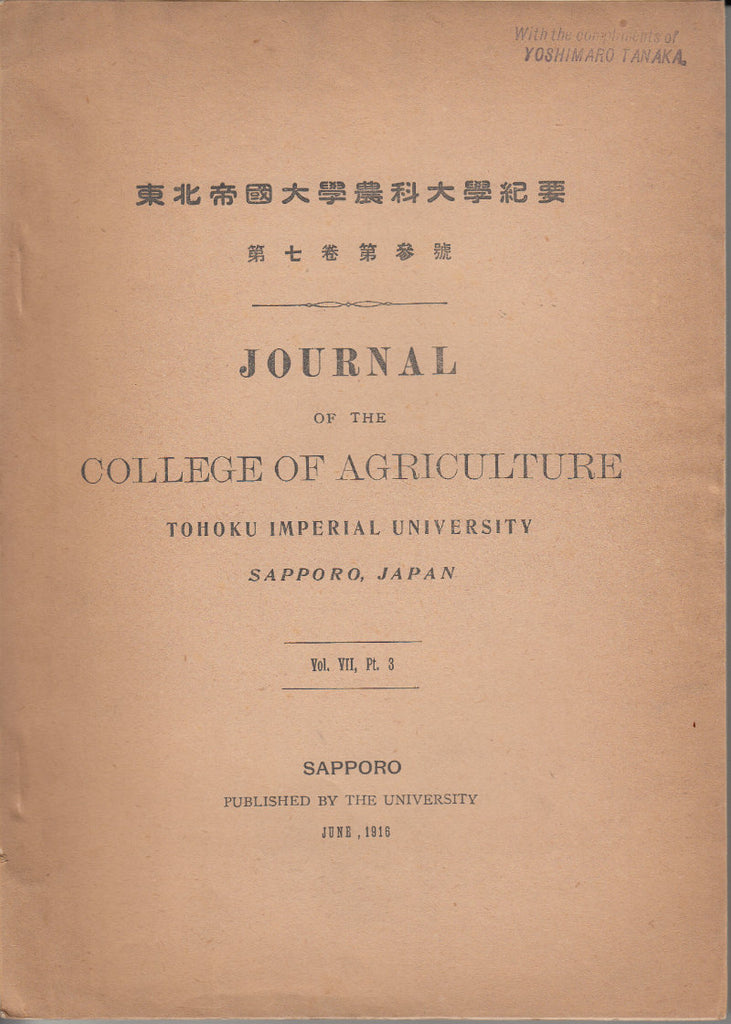 With the compliments of
YOSHIMARO TANAKA.
東北帝國大學農科大學紀要
第七卷第參號
JOURNAL
OF THE
COLLEGE OF AGRICULTURE
TOHOKU IMPERIAL UNIVERSITY
SAPPORO, JAPAN
Vol. VII, Pt. 3
SAPPORO
PUBLISHED BY THE UNIVERSITY
JUNE, 1916